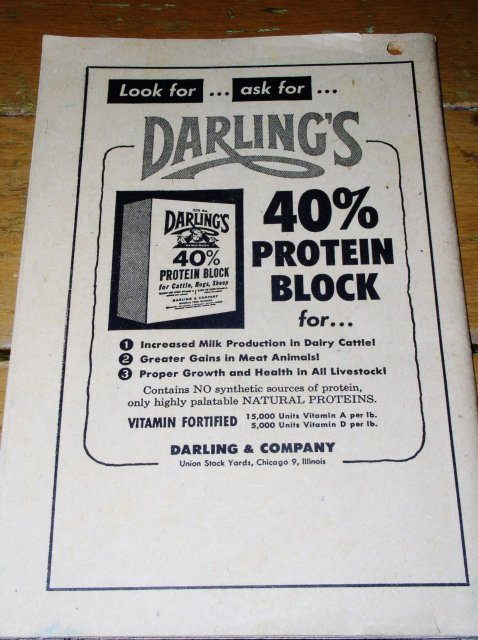 Look for ... ask for ...
DARLING'S
DARLING'S
40%
PROTEIN BLOCK
for Cattle, Hogs, Sheep
DARLING & COMPANY
40%
PROTEIN
BLOCK
for...
1 Increased Milk Production in Dairy Cattle!
2 Greater Gains in Meat Animals!
3 Proper Growth and Health in All Livestock!
Contains NO synthetic sources of protein,
only highly palatable NATURAL PROTEINS.
VITAMIN FORTIFIED 15,000 Units Vitamin A per lb.
5,000 Units Vitamin D per lb.
DARLING & COMPANY
Union Stock Yards, Chicago 9, Illinois